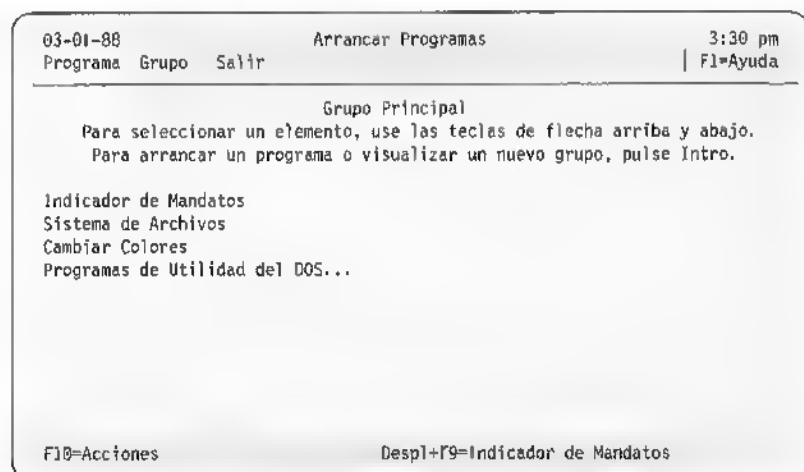 03-01-88 Arrancar Programas 3:30 pm
Programa Grupo Salir | F1=Ayuda
Grupo Principal
Para seleccionar un elemento, use las teclas de flecha arriba y abajo.
Para arrancar un programa o visualizar un nuevo grupo, pulse Intro.
Indicador de Mandatos
Sistema de Archivos
Cambiar Colores
Programas de Utilidad del DOS...
F10=Acciones Despl+F9=Indicador de Mandatos